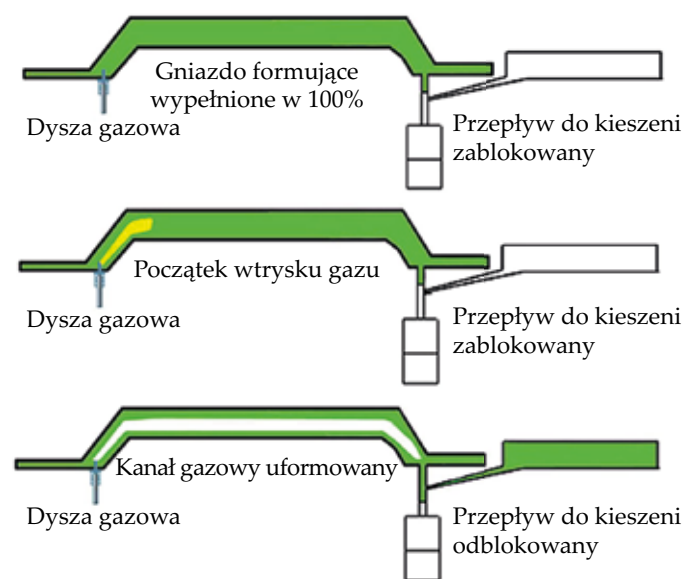 Gniazdo formujące
wypełnione w 100%
Dysza gazowa
Przepływ do kieszeni
zablokowany
Początek wtrysku gazu
Dysza gazowa
Przepływ do kieszeni
zablokowany
Kanał gazowy uformowany
Dysza gazowa
Przepływ do kieszeni
odblokowany